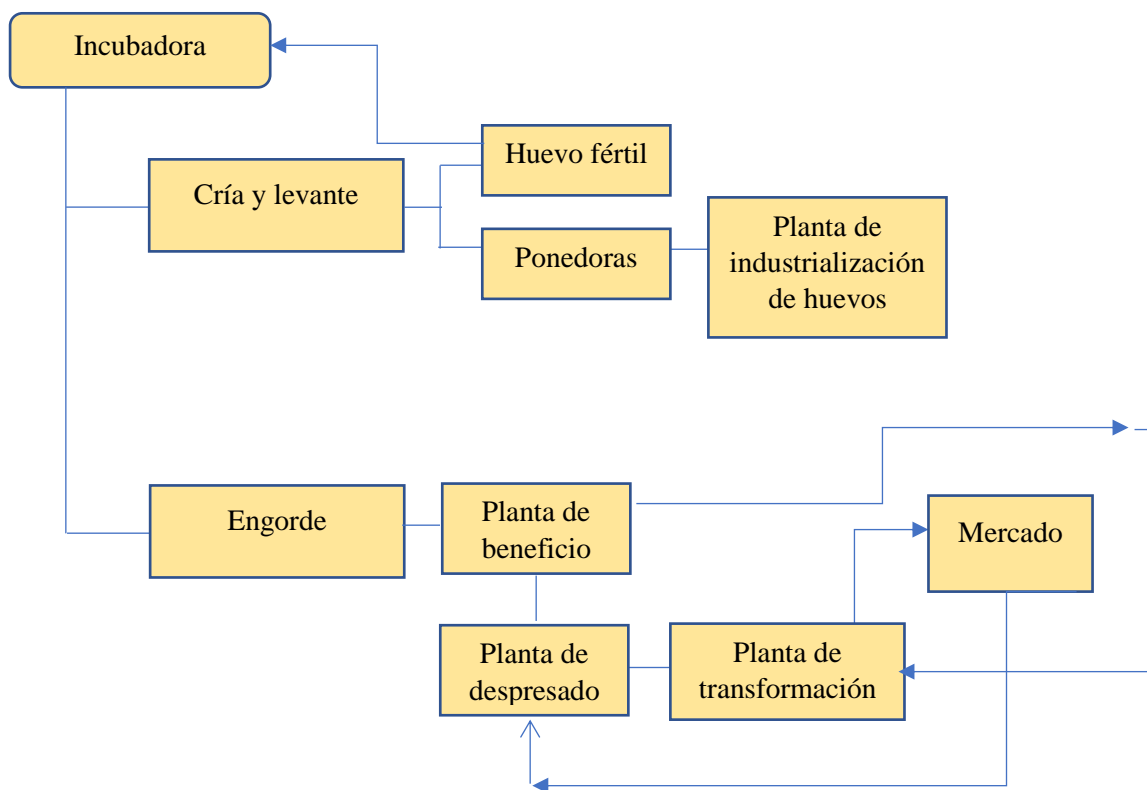 Incubadora
Huevo fértil
Cría y levante
Ponedoras
Planta de
industrialización
de huevos
Engorde
Planta de
beneficio
Mercado
Planta de
despresado
Planta de
transformación